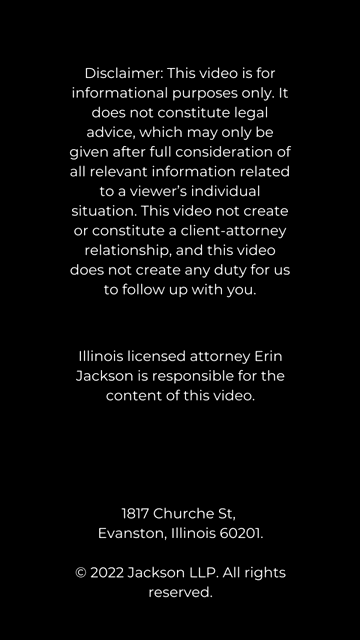 Disclaimer: This video is for
informational purposes only. It
does not constitute legal
advice, which may only be
given after full consideration of
all relevant information related
to a viewer's individual
situation. This video not create
or constitute a client-attorney
relationship, and this video
does not create any duty for us
to follow up with you.
Illinois licensed attorney Erin
Jackson is responsible for the
content of this video.
1817 Churche St,
Evanston, Illinois 60201.
© 2022 Jackson LLP. All rights
reserved.